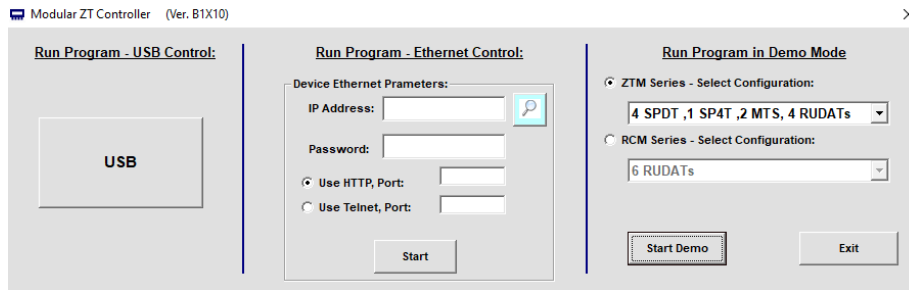 Modular ZT Controller (Ver. B1X10)
Run Program - USB Control:
USB
Run Program - Ethernet Control:
Device Ethernet Prameters:
IP Address:
Password:
Use HTTP, Port:
Use Telnet, Port:
Start
Run Program in Demo Mode
ZTM Series - Select Configuration:
4 SPDT ,1 SP4T ,2 MTS, 4 RUDATs
RCM Series - Select Configuration:
6 RUDATs
Start Demo
Exit